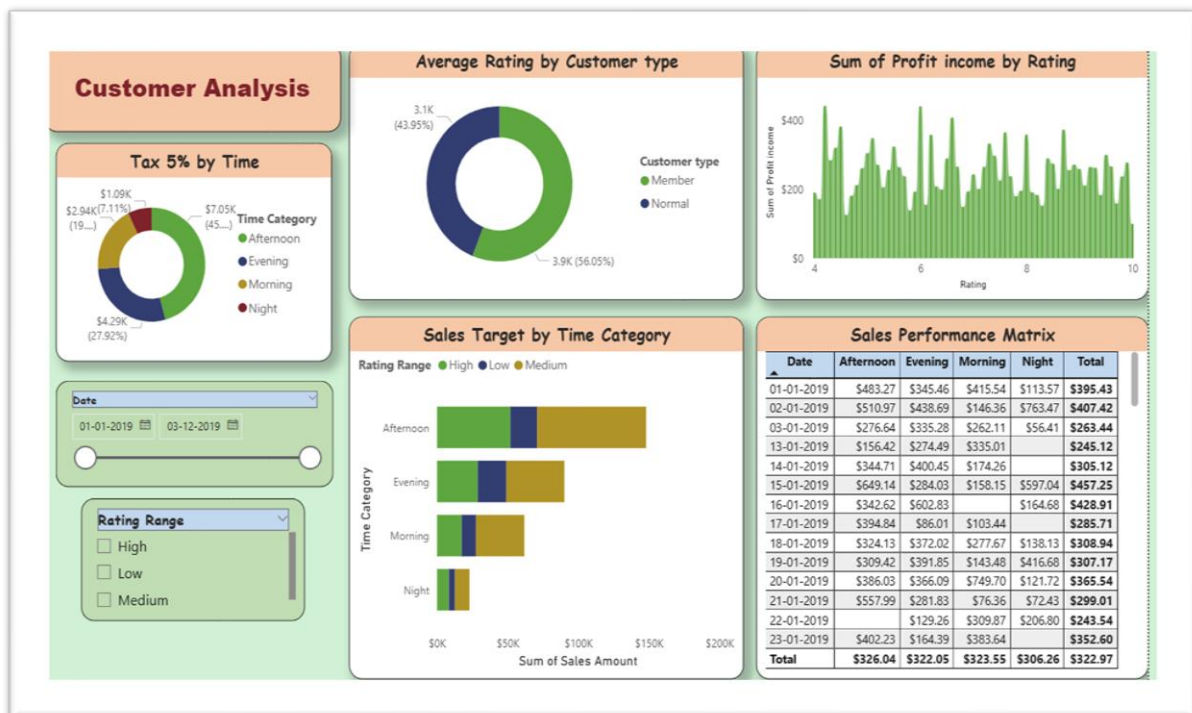 Customer Analysis
Tax 5% by Time
$1.09K
(7.11%)
$2.94K
(19...)
$7.05K
(45...)
$4.29K
(27.92%)
Time Category
Afternoon
Evening
Morning
Night
Date
01-01-2019 03-12-2019
Rating Range
High
Low
Medium
Average Rating by Customer type
3.1K
(43.95%)
3.9K (56.05%)
Customer type
Member
Normal
Sum of Profit income by Rating
Sum of Profit income
$400
$200
$0
4 6 8 10
Rating
Sales Target by Time Category
Rating Range High Low Medium
Time Category
Afternoon
Evening
Morning
Night
$0K $50K $100K $150K $200K
Sum of Sales Amount
Sales Performance Matrix
Date Afternoon Evening Morning Night Total
01-01-2019 $483.27 $345.46 $415.54 $113.57 $395.43
02-01-2019 $510.97 $438.69 $146.36 $763.47 $407.42
03-01-2019 $276.64 $335.28 $262.11 $56.41 $263.44
13-01-2019 $156.42 $274.49 $335.01 $245.12
14-01-2019 $344.71 $400.45 $174.26 $305.12
15-01-2019 $649.14 $284.03 $158.15 $597.04 $457.25
16-01-2019 $342.62 $602.83 $164.68 $428.91
17-01-2019 $394.84 $86.01 $103.44 $285.71
18-01-2019 $324.13 $372.02 $277.67 $138.13 $308.94
19-01-2019 $309.42 $391.85 $143.48 $416.68 $307.17
20-01-2019 $386.03 $366.09 $749.70 $121.72 $365.54
21-01-2019 $557.99 $281.83 $76.36 $72.43 $299.01
22-01-2019 $129.26 $309.87 $206.80 $243.54
23-01-2019 $402.23 $164.39 $383.64 $352.60
Total $326.04 $322.05 $323.55 $306.26 $322.97